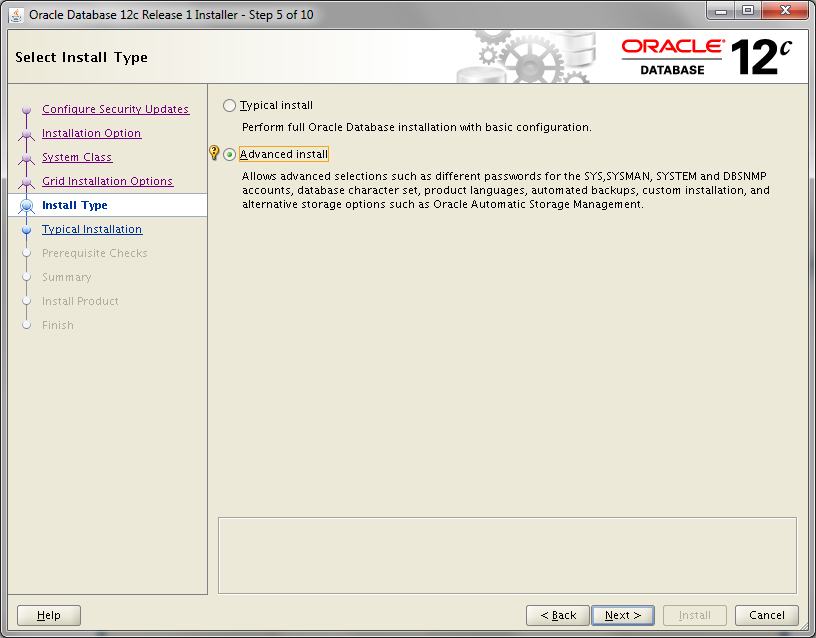 Oracle Database 12c Release 1 Installer - Step 5 of 10
Select Install Type
ORACLE®
DATABASE
12c
Configure Security Updates
Installation Option
System Class
Grid Installation Options
Install Type
Typical Installation
Prerequisite Checks
Summary
Install Product
Finish
Typical install
Perform full Oracle Database installation with basic configuration.
Advanced install
Allows advanced selections such as different passwords for the SYS,SYSMAN, SYSTEM and DBSNMP
accounts, database character set, product languages, automated backups, custom installation, and
alternative storage options such as Oracle Automatic Storage Management.
Help
< Back
Next >
Install
Cancel